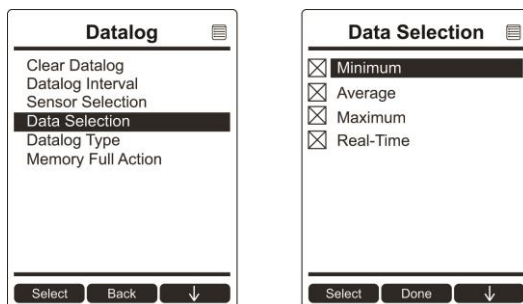 Datalog
Clear Datalog
Datalog Interval
Sensor Selection
Data Selection
Datalog Type
Memory Full Action
Select Back ↓
Data Selection
Minimum
Average
Maximum
Real-Time
Select Done ↓